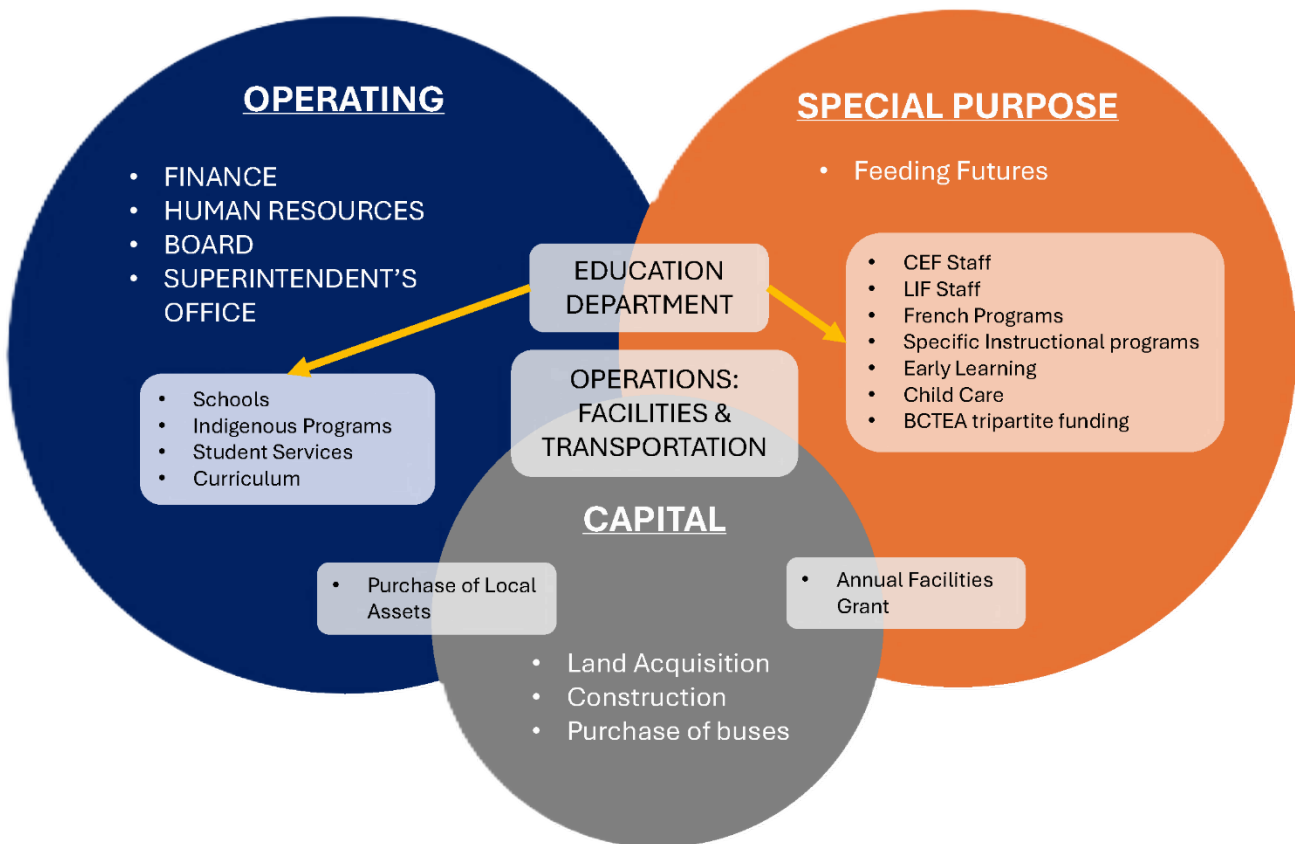 OPERATING
• FINANCE
• HUMAN RESOURCES
• BOARD
• SUPERINTENDENT’S
OFFICE
SPECIAL PURPOSE
• Feeding Futures
EDUCATION
DEPARTMENT
• CEF Staff
• LIF Staff
• French Programs
• Specific Instructional programs
• Early Learning
• Child Care
• BCTEA tripartite funding
• Schools
• Indigenous Programs
• Student Services
• Curriculum
OPERATIONS:
FACILITIES &
TRANSPORTATION
CAPITAL
• Purchase of Local
Assets
• Annual Facilities
Grant
• Land Acquisition
• Construction
• Purchase of buses